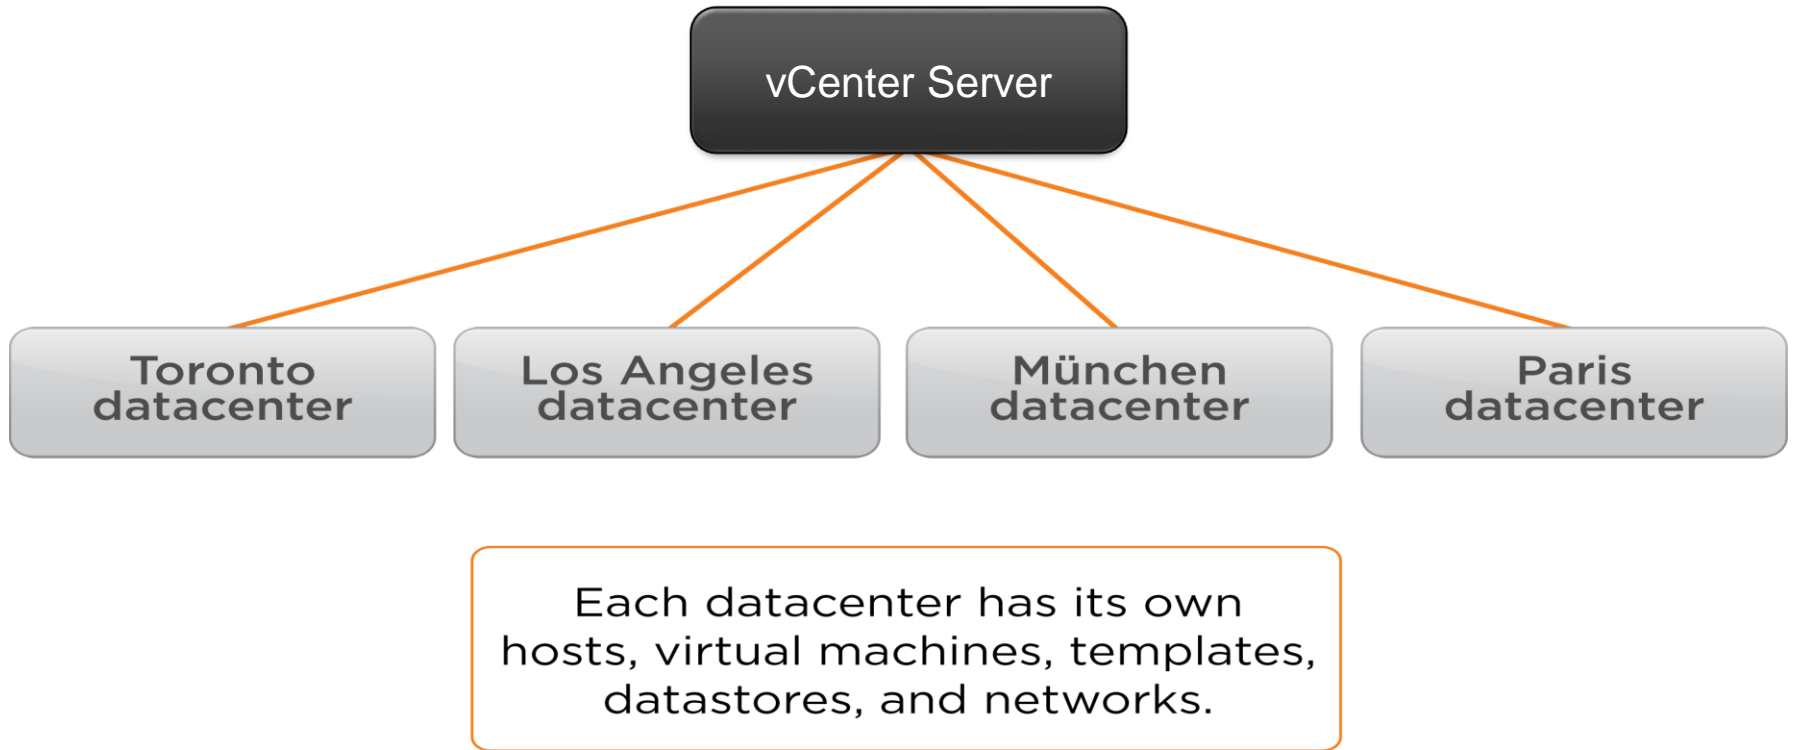 vCenter Server
Toronto
datacenter
Los Angeles
datacenter
München
datacenter
Paris
datacenter
Each datacenter has its own
hosts, virtual machines, templates,
datastores, and networks.